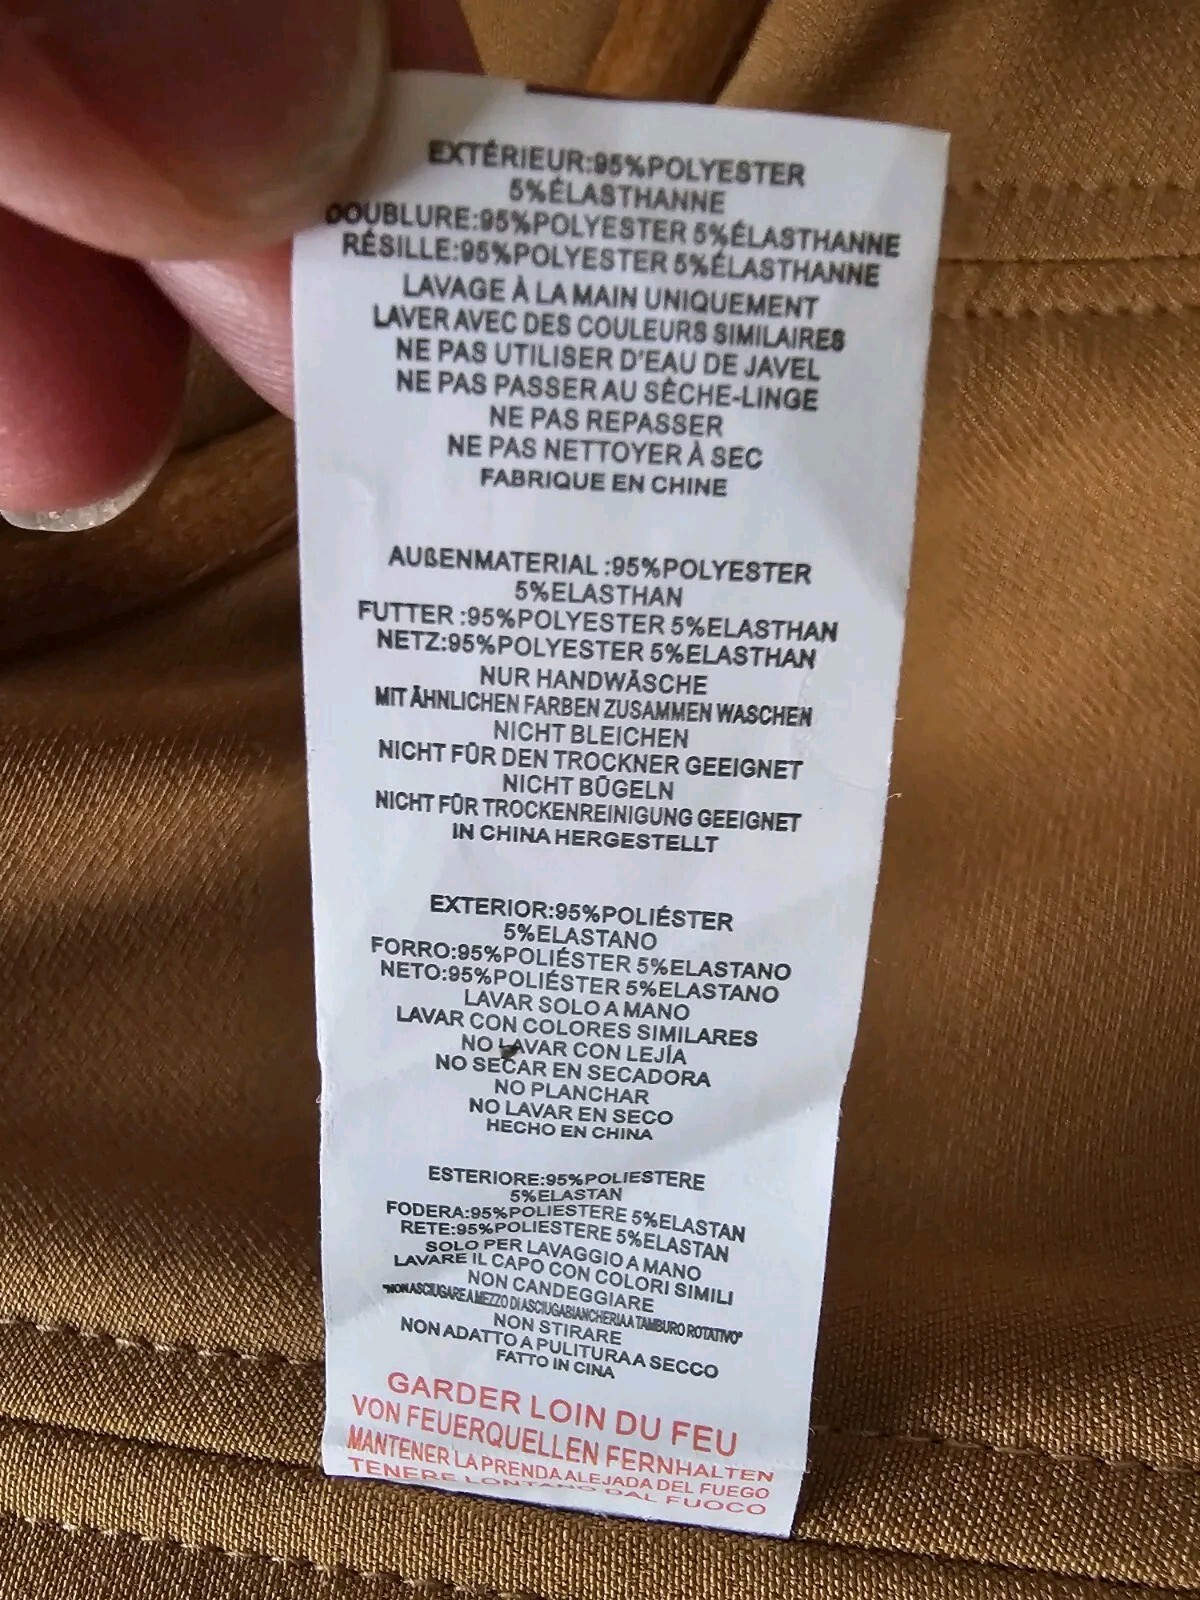 EXTÉRIEUR:95%POLYESTER
5%ÉLASTHANNE
DOUBLURE:95%POLYESTER 5%ÉLASTHANNE
RÉSILLE:95%POLYESTER 5%ÉLASTHANNE
LAVAGE À LA MAIN UNIQUEMENT
LAVER AVEC DES COULEURS SIMILAIRES
NE PAS UTILISER D'EAU DE JAVEL
NE PAS PASSER AU SÈCHE-LINGE
NE PAS REPASSER
NE PAS NETTOYER À SEC
FABRIQUE EN CHINE
AUßENMATERIAL :95%POLYESTER
5%ELASTHAN
FUTTER :95%POLYESTER 5%ELASTHAN
NETZ:95%POLYESTER 5%ELASTHAN
NUR HANDWÄSCHE
MIT ÄHNLICHEN FARBEN ZUSAMMEN WASCHEN
NICHT BLEICHEN
NICHT FÜR DEN TROCKNER GEEIGNET
NICHT BÜGELN
NICHT FÜR TROCKENREINIGUNG GEEIGNET
IN CHINA HERGESTELLT
EXTERIOR:95%POLIÉSTER
5%ELASTANO
FORRO:95%POLIÉSTER 5%ELASTANO
NETO:95%POLIÉSTER 5%ELASTANO
LAVAR SOLO A MANO
LAVAR CON COLORES SIMILARES
NO LAVAR CON LEJÍA
NO SECAR EN SECADORA
NO PLANCHAR
NO LAVAR EN SECO
HECHO EN CHINA
ESTERIORE:95%POLIESTERE
5%ELASTAN
FODERA:95%POLIESTERE 5%ELASTAN
RETE:95%POLIESTERE 5%ELASTAN
SOLO PER LAVAGGIO A MANO
LAVARE IL CAPO CON COLORI SIMILI
NON CANDEGGIARE
"NON ASCIUGARE A MEZZO DI ASCIUGABIANCHERIA A TAMBURO ROTATIVO"
NON STIRARE
NON ADATTO A PULITURA A SECCO
FATTO IN CINA
GARDER LOIN DU FEU
VON FEUERQUELLEN FERNHALTEN
MANTENER LA PRENDA ALEJADA DEL FUEGO
TENERE LONTANO DAL FUOCO